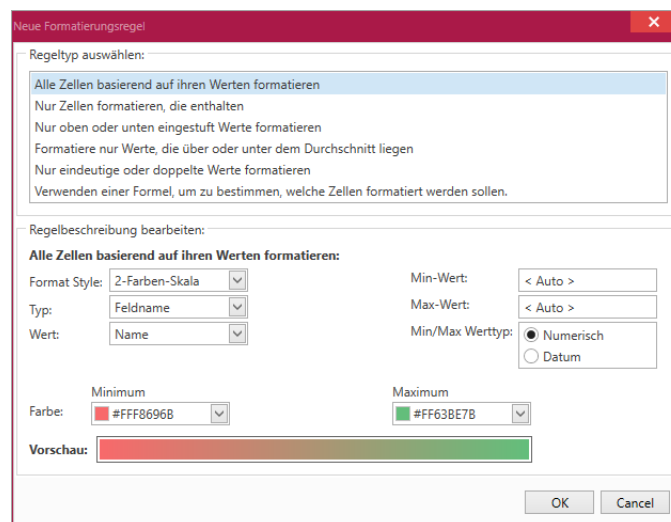 Neue Formatierungsregel
Regeltyp auswählen:
Alle Zellen basierend auf ihren Werten formatieren
Nur Zellen formatieren, die enthalten
Nur oben oder unten eingestuft Werte formatieren
Formatiere nur Werte, die über oder unter dem Durchschnitt liegen
Nur eindeutige oder doppelte Werte formatieren
Verwenden einer Formel, um zu bestimmen, welche Zellen formatiert werden sollen.
Regelbeschreibung bearbeiten:
Alle Zellen basierend auf ihren Werten formatieren:
Format Style: 2-Farben-Skala Min-Wert: < Auto >
Typ: Feldname Max-Wert: < Auto >
Wert: Name Min/Max Werttyp: Numerisch
Datum
Minimum Maximum
Farbe: #FFF8696B #FF63BE7B
Vorschau:
OK Cancel